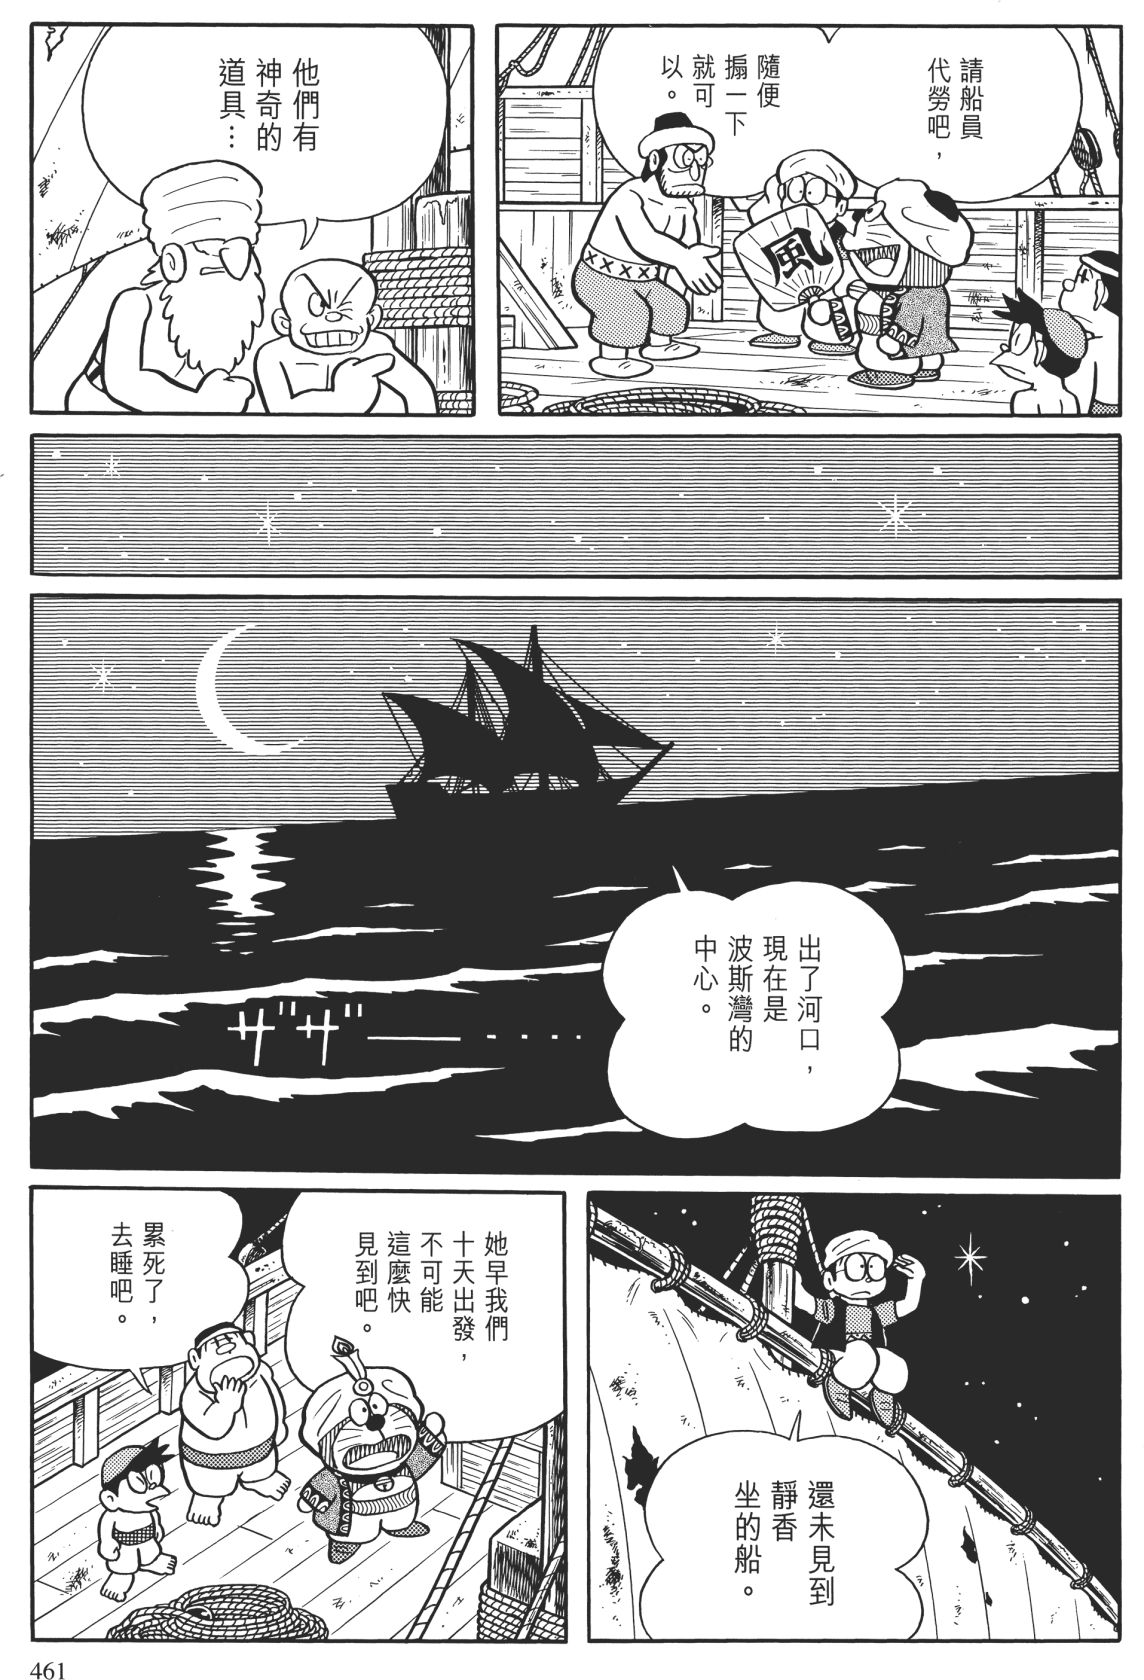 請船員
代勞吧，
隨便
搧一下
就可
以。
風
他們有
神奇的
道具…
出了河口，
現在是
波斯灣的
中心。
ザザ——……
還未見到
靜香
坐的船。
她早我們
十天出發，
不可能
這麼快
見到吧。
累死了，
去睡吧。
461